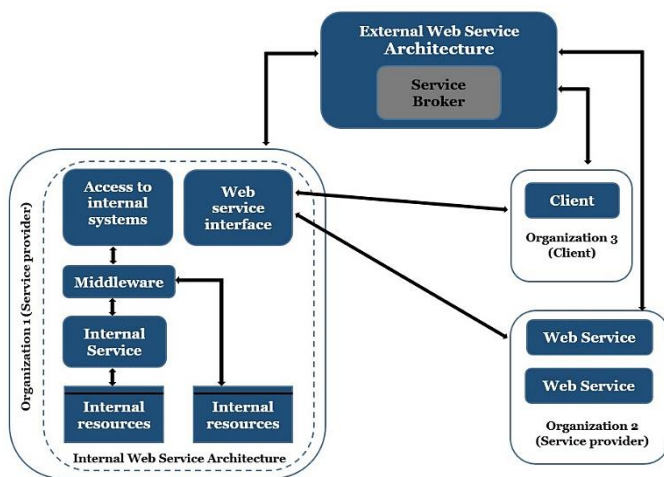 External Web Service
Architecture
Service
Broker
Organization 1 (Service provider)
Access to
internal
systems
Web
service
interface
Middleware
Internal
Service
Internal
resources
Internal
resources
Internal Web Service Architecture
Client
Organization 3
(Client)
Web Service
Web Service
Organization 2
(Service provider)